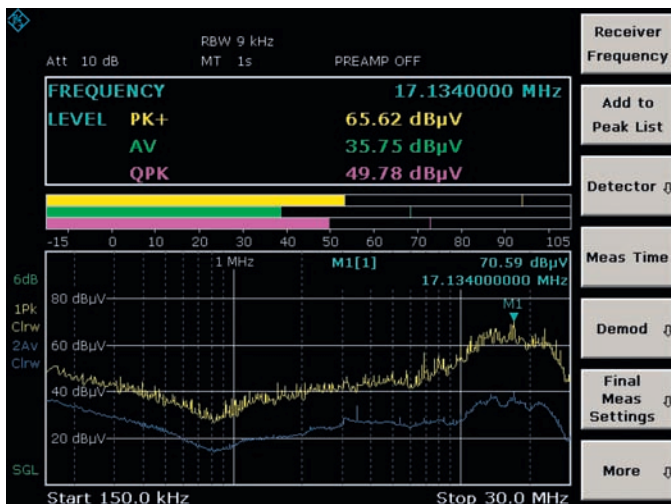 RBW 9 kHz
Att 10 dB MT 1s PREAMP OFF
FREQUENCY 17.1340000 MHz
LEVEL PK+ 65.62 dBµV
AV 35.75 dBµV
QPK 49.78 dBµV
-15 0 10 20 30 40 50 60 70 80 90 105
1 MHz M1[1] 70.59 dBµV
17.134000000 MHz
M1
6dB
1Pk
Clrw
2Av
Clrw
SGL
80 dBµV
60 dBµV
40 dBµV
20 dBµV
Start 150.0 kHz Stop 30.0 MHz
Receiver
Frequency
Add to
Peak List
Detector
Meas Time
Demod
Final
Meas
Settings
More